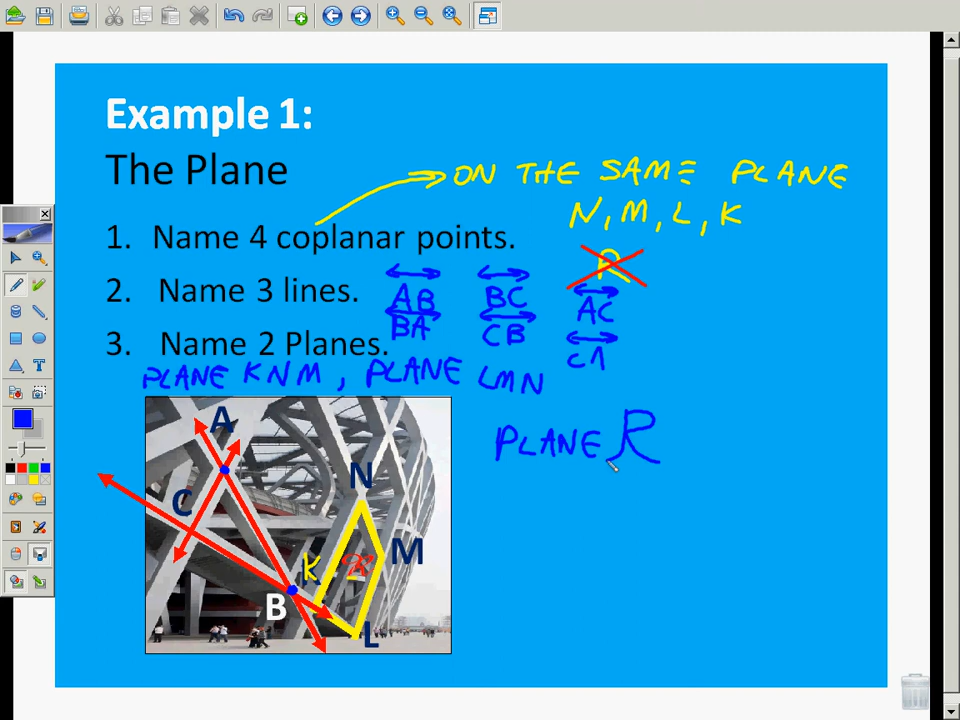 Example 1:
The Plane
ON THE SAME PLANE
N, M, L, K
1. Name 4 coplanar points.
R
2. Name 3 lines.
AB BC AC
BA CB CA
3. Name 2 Planes.
PLANE KNM, PLANE LMN
PLANE R
A
N
C
M
K
R
B
L